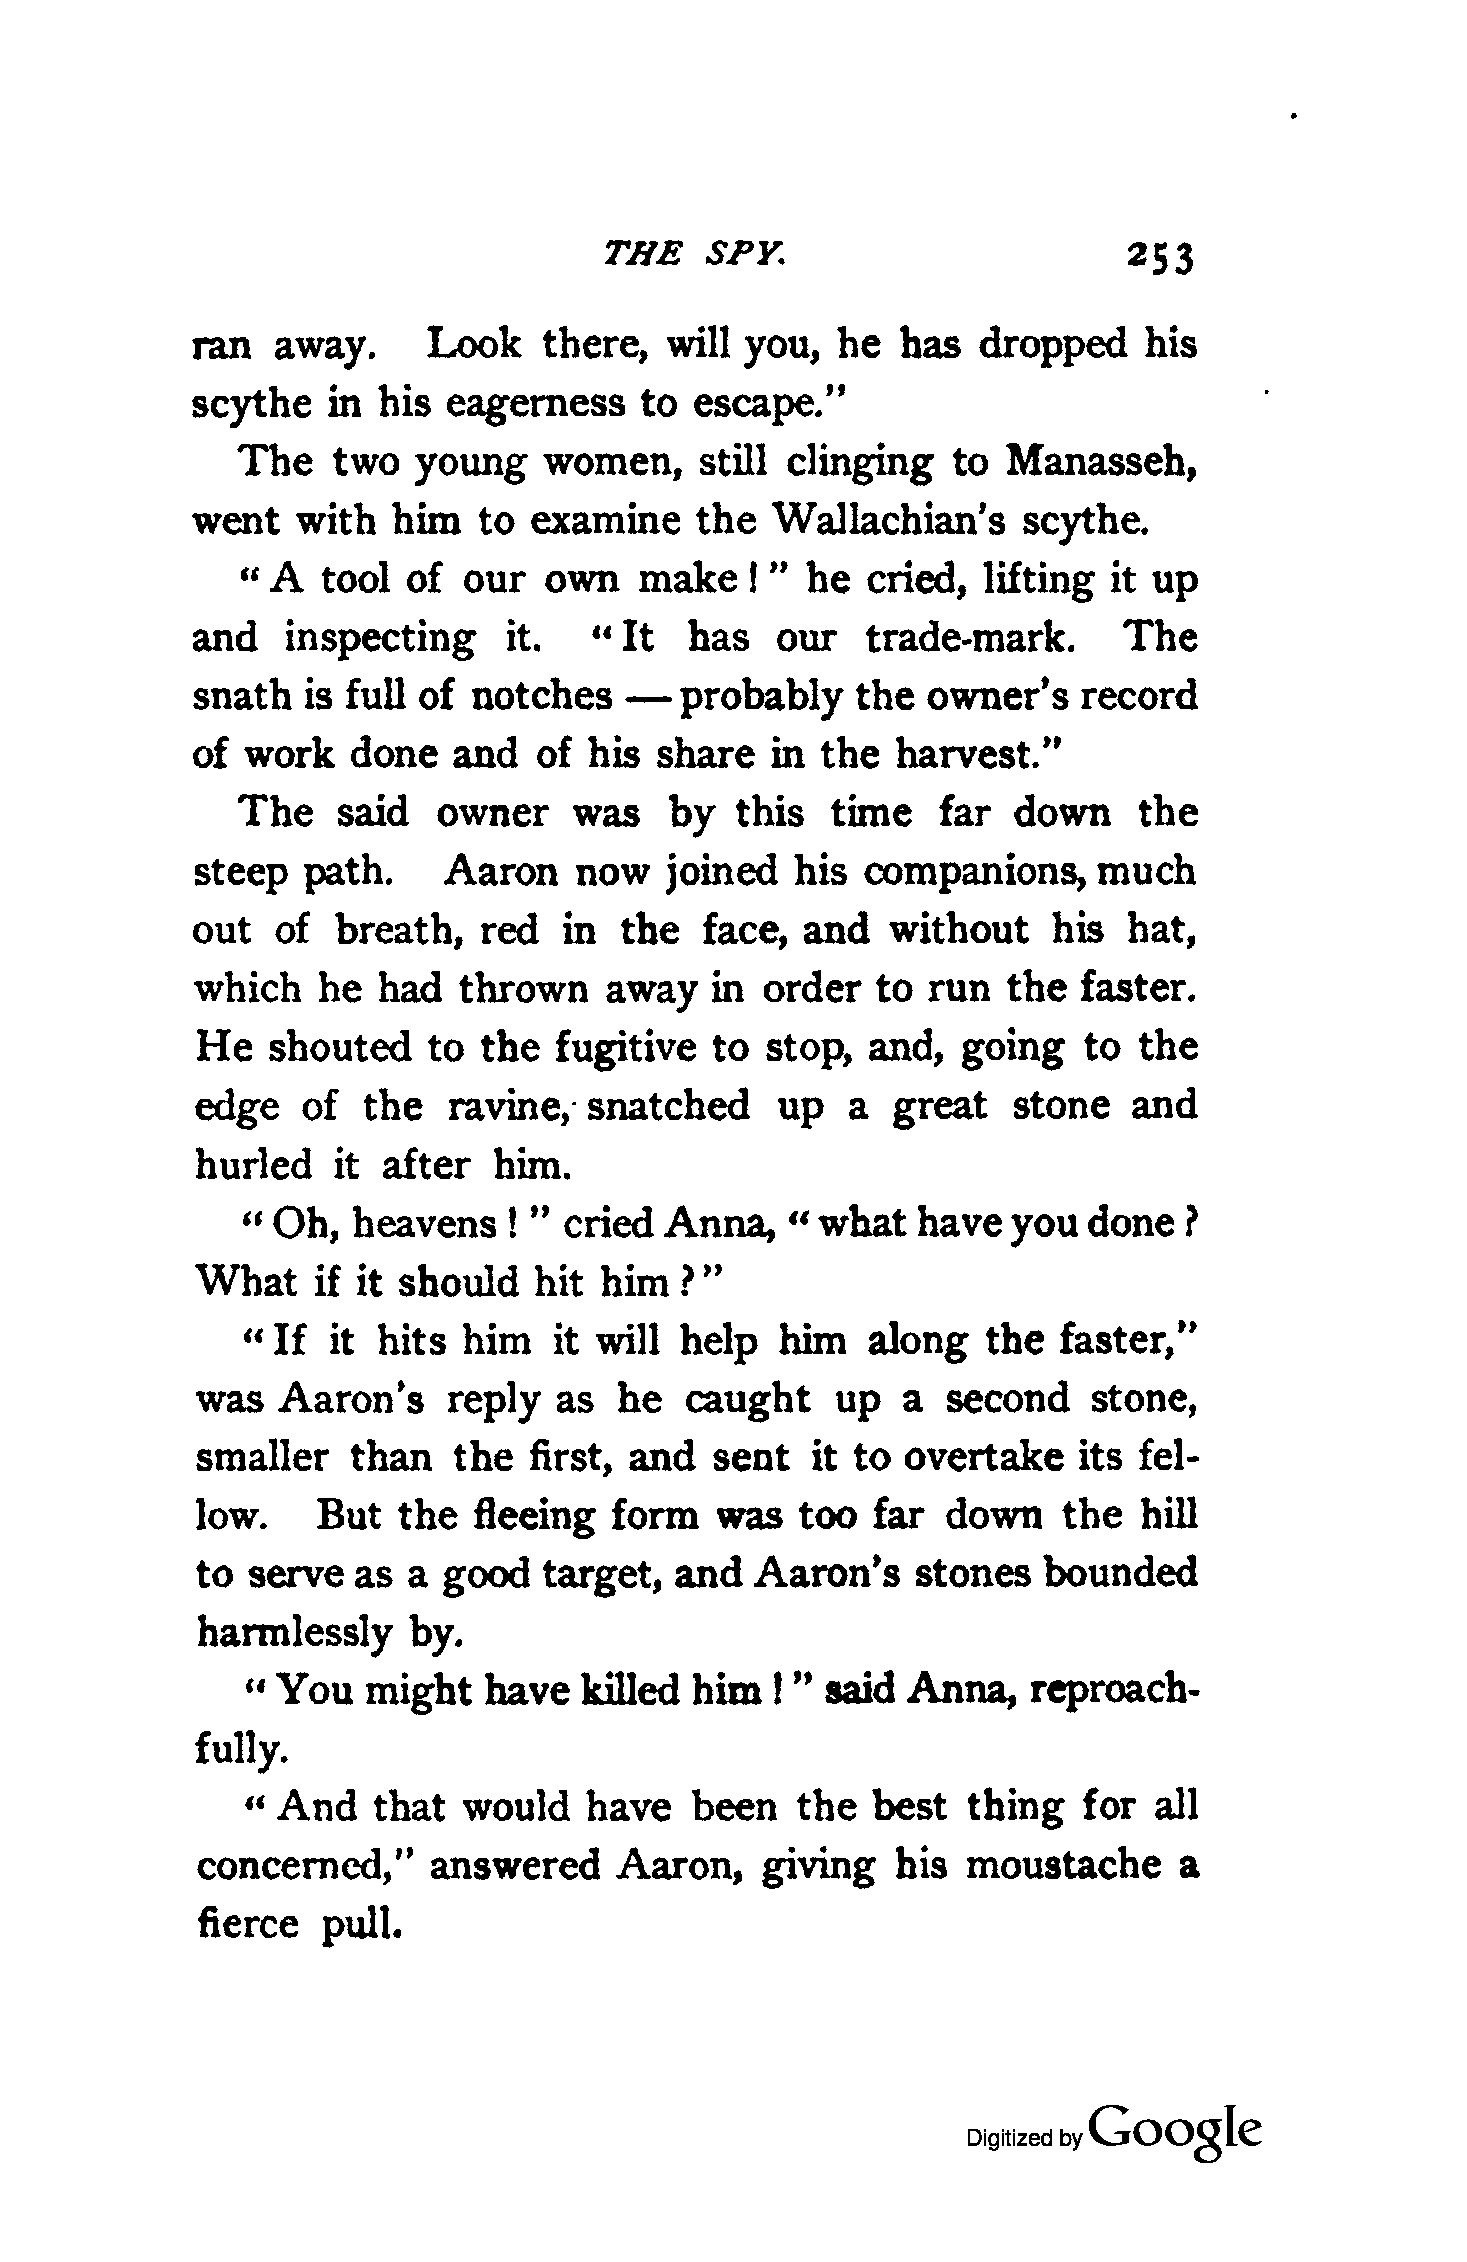 THE SPY. 253
ran away. Look there, will you, he has dropped his
scythe in his eagerness to escape."
The two young women, still clinging to Manasseh,
went with him to examine the Wallachian's scythe.
"A tool of our own make!" he cried, lifting it up
and inspecting it. "It has our trade-mark. The
snath is full of notches — probably the owner's record
of work done and of his share in the harvest."
The said owner was by this time far down the
steep path. Aaron now joined his companions, much
out of breath, red in the face, and without his hat,
which he had thrown away in order to run the faster.
He shouted to the fugitive to stop, and, going to the
edge of the ravine, snatched up a great stone and
hurled it after him.
"Oh, heavens!" cried Anna, "what have you done?
What if it should hit him?"
"If it hits him it will help him along the faster,"
was Aaron's reply as he caught up a second stone,
smaller than the first, and sent it to overtake its fel-
low. But the fleeing form was too far down the hill
to serve as a good target, and Aaron's stones bounded
harmlessly by.
"You might have killed him!" said Anna, reproach-
fully.
"And that would have been the best thing for all
concerned," answered Aaron, giving his moustache a
fierce pull.
Digitized by Google